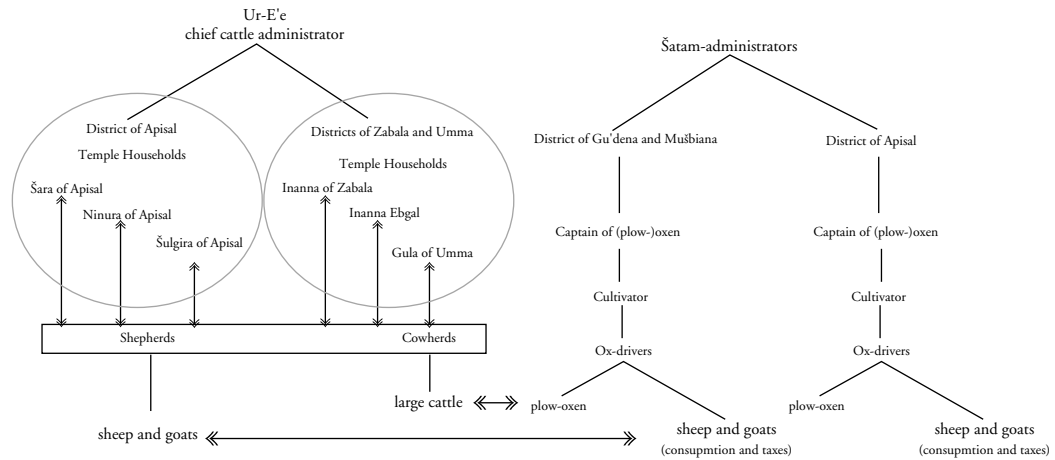 Ur-E'e
chief cattle administrator
District of Apisal
Temple Households
Šara of Apisal
Ninura of Apisal
Šulgira of Apisal
Districts of Zabala and Umma
Temple Households
Inanna of Zabala
Inanna Ebgal
Gula of Umma
Shepherds
Cowherds
large cattle
sheep and goats
Šatam-administrators
District of Gu'dena and Mušbiana
Captain of (plow-)oxen
Cultivator
Ox-drivers
plow-oxen
sheep and goats
(consupmtion and taxes)
District of Apisal
Captain of (plow-)oxen
Cultivator
Ox-drivers
plow-oxen
sheep and goats
(consupmtion and taxes)